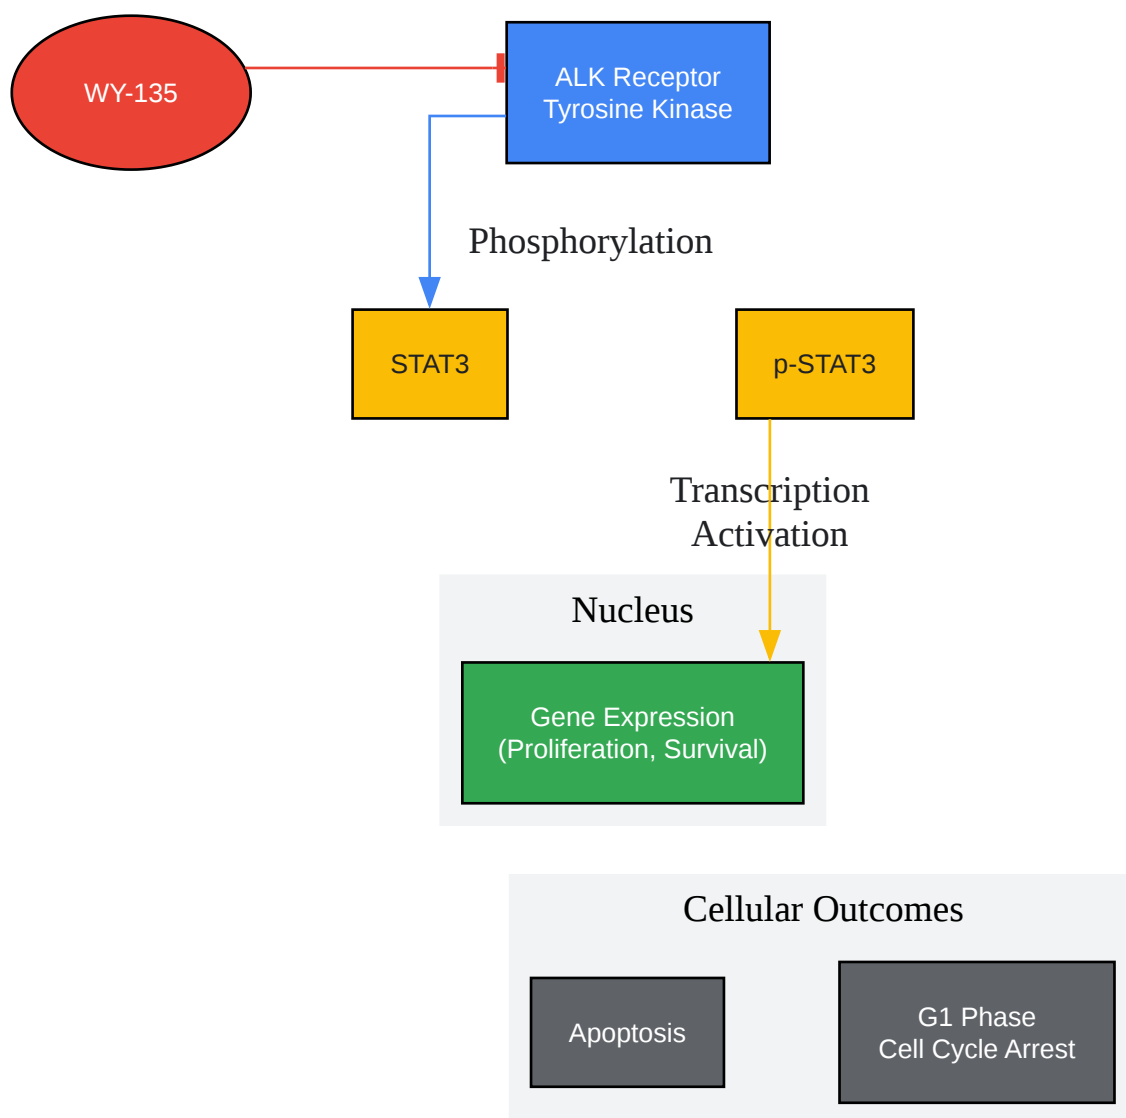 WY-135
ALK Receptor
Tyrosine Kinase
Phosphorylation
STAT3
p-STAT3
Transcription
Activation
Nucleus
Gene Expression
(Proliferation, Survival)
Cellular Outcomes
Apoptosis
G1 Phase
Cell Cycle Arrest